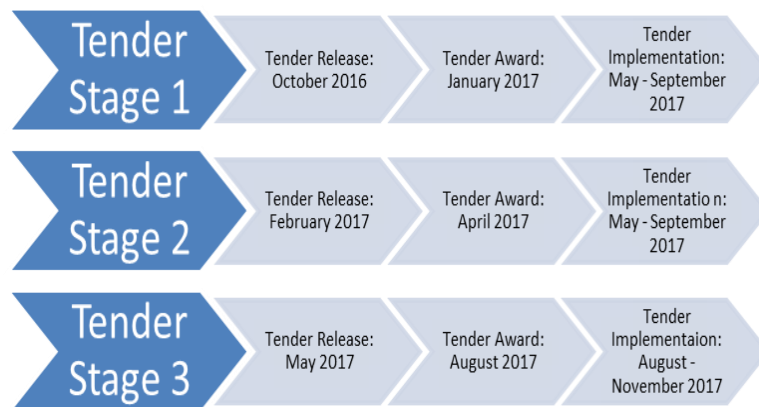 Tender
Stage 1
Tender Release:
October 2016
Tender Award:
January 2017
Tender
Implementation:
May - September
2017
Tender
Stage 2
Tender Release:
February 2017
Tender Award:
April 2017
Tender
Implementatio n:
May - September
2017
Tender
Stage 3
Tender Release:
May 2017
Tender Award:
August 2017
Tender
Implementaion:
August -
November 2017